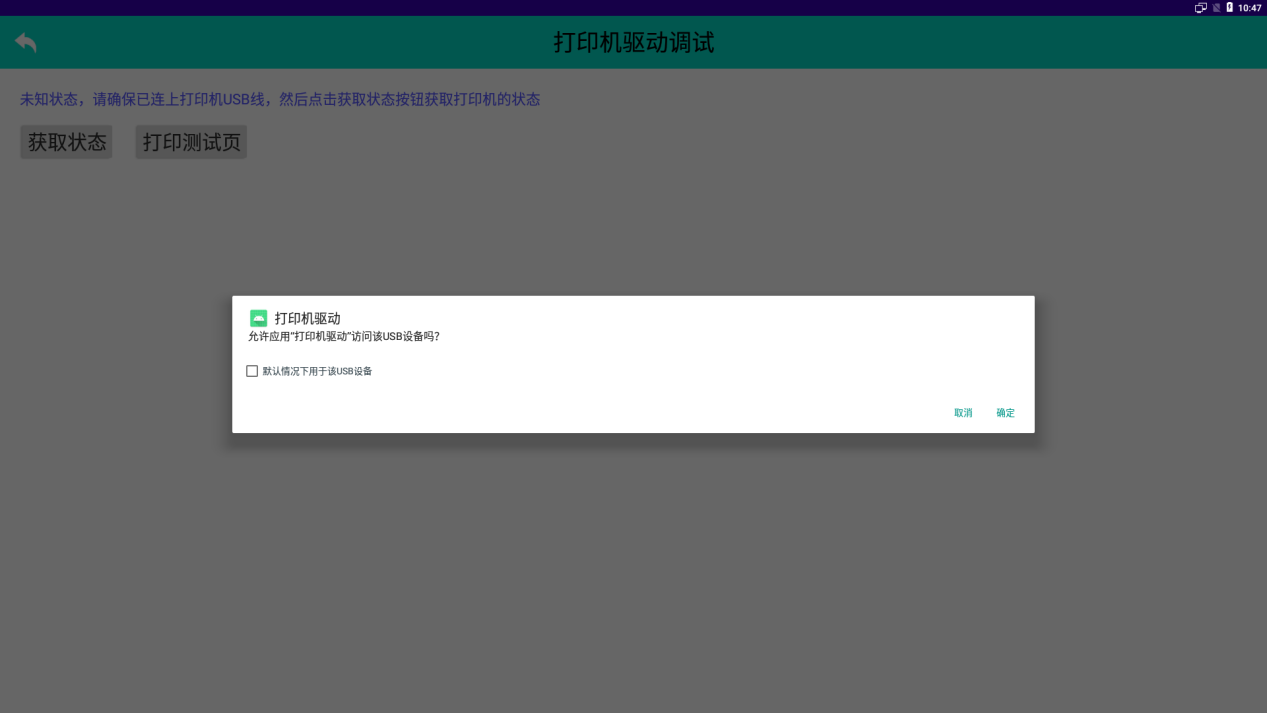 10:47
打印机驱动调试
未知状态，请确保已连上打印机USB线，然后点击获取状态按钮获取打印机的状态
获取状态 打印测试页
打印机驱动
允许应用“打印机驱动”访问该USB设备吗？
默认情况下用于该USB设备
取消 确定